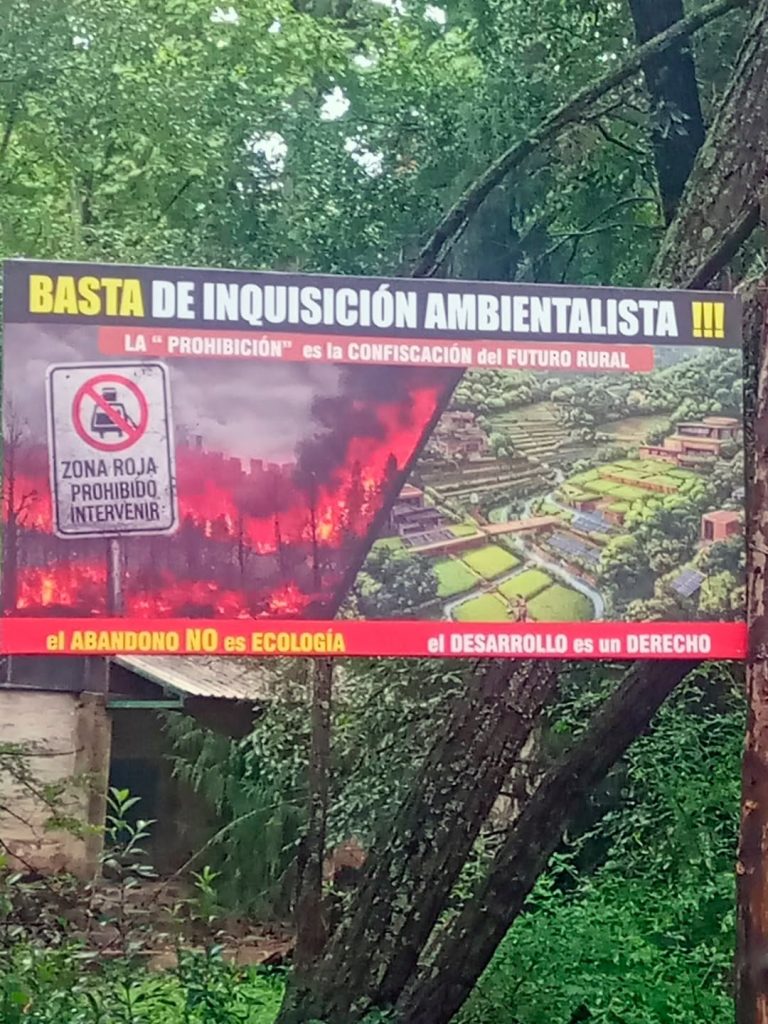 BASTA DE INQUISICIÓN AMBIENTALISTA !!!
LA “ PROHIBICIÓN” es la CONFISCACIÓN del FUTURO RURAL
ZONA ROJA
PROHIBIDO
INTERVENIR
el ABANDONO NO es ECOLOGÍA
el DESARROLLO es un DERECHO